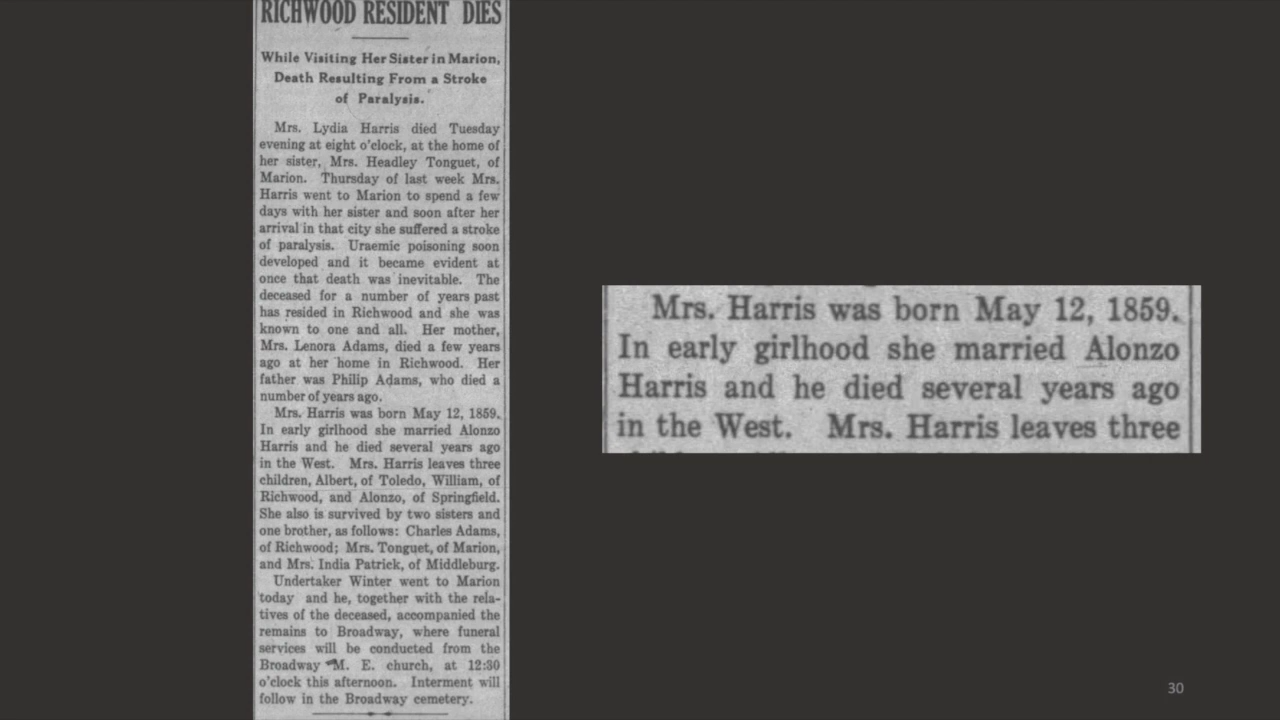 RICHWOOD RESIDENT DIES
While Visiting Her Sister in Marion,
Death Resulting From a Stroke
of Paralysis.
Mrs. Lydia Harris died Tuesday
evening at eight o'clock, at the home of
her sister, Mrs. Headley Tonguet, of
Marion. Thursday of last week Mrs.
Harris went to Marion to spend a few
days with her sister and soon after her
arrival in that city she suffered a stroke
of paralysis. Uraemic poisoning soon
developed and it became evident at
once that death was inevitable. The
deceased for a number of years past
has resided in Richwood and she was
known to one and all. Her mother,
Mrs. Lenora Adams, died a few years
ago at her home in Richwood. Her
father was Philip Adams, who died a
number of years ago.
Mrs. Harris was born May 12, 1859.
In early girlhood she married Alonzo
Harris and he died several years ago
in the West. Mrs. Harris leaves three
children, Albert, of Toledo, William, of
Richwood, and Alonzo, of Springfield.
She also is survived by two sisters and
one brother, as follows: Charles Adams,
of Richwood; Mrs. Tonguet, of Marion,
and Mrs. India Patrick, of Middleburg.
Undertaker Winter went to Marion
today and he, together with the rela-
tives of the deceased, accompanied the
remains to Broadway, where funeral
services will be conducted from the
Broadway M. E. church, at 12:30
o'clock this afternoon. Interment will
follow in the Broadway cemetery.
Mrs. Harris was born May 12, 1859.
In early girlhood she married Alonzo
Harris and he died several years ago
in the West. Mrs. Harris leaves three
30